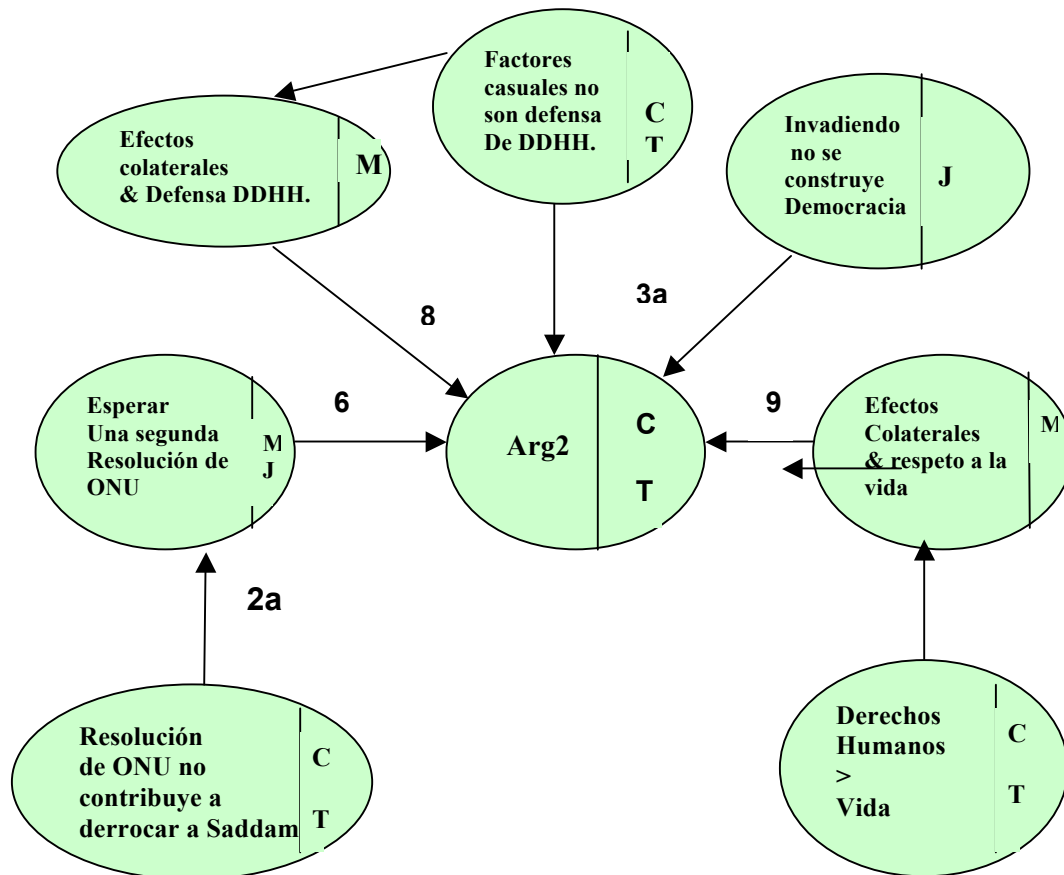 Factores
casuales no
son defensa
De DDHH.
C
T
Efectos
colaterales
& Defensa DDHH.
M
Invadiendo
no se
construye
Democracia
J
8
3a
Esperar
Una segunda
Resolución de
ONU
M
J
6
Arg2
C
T
9
Efectos
Colaterales
& respeto a la
vida
M
2a
Resolución
de ONU no
contribuye a
derrocar a Saddam
C
T
Derechos
Humanos
>
Vida
C
T